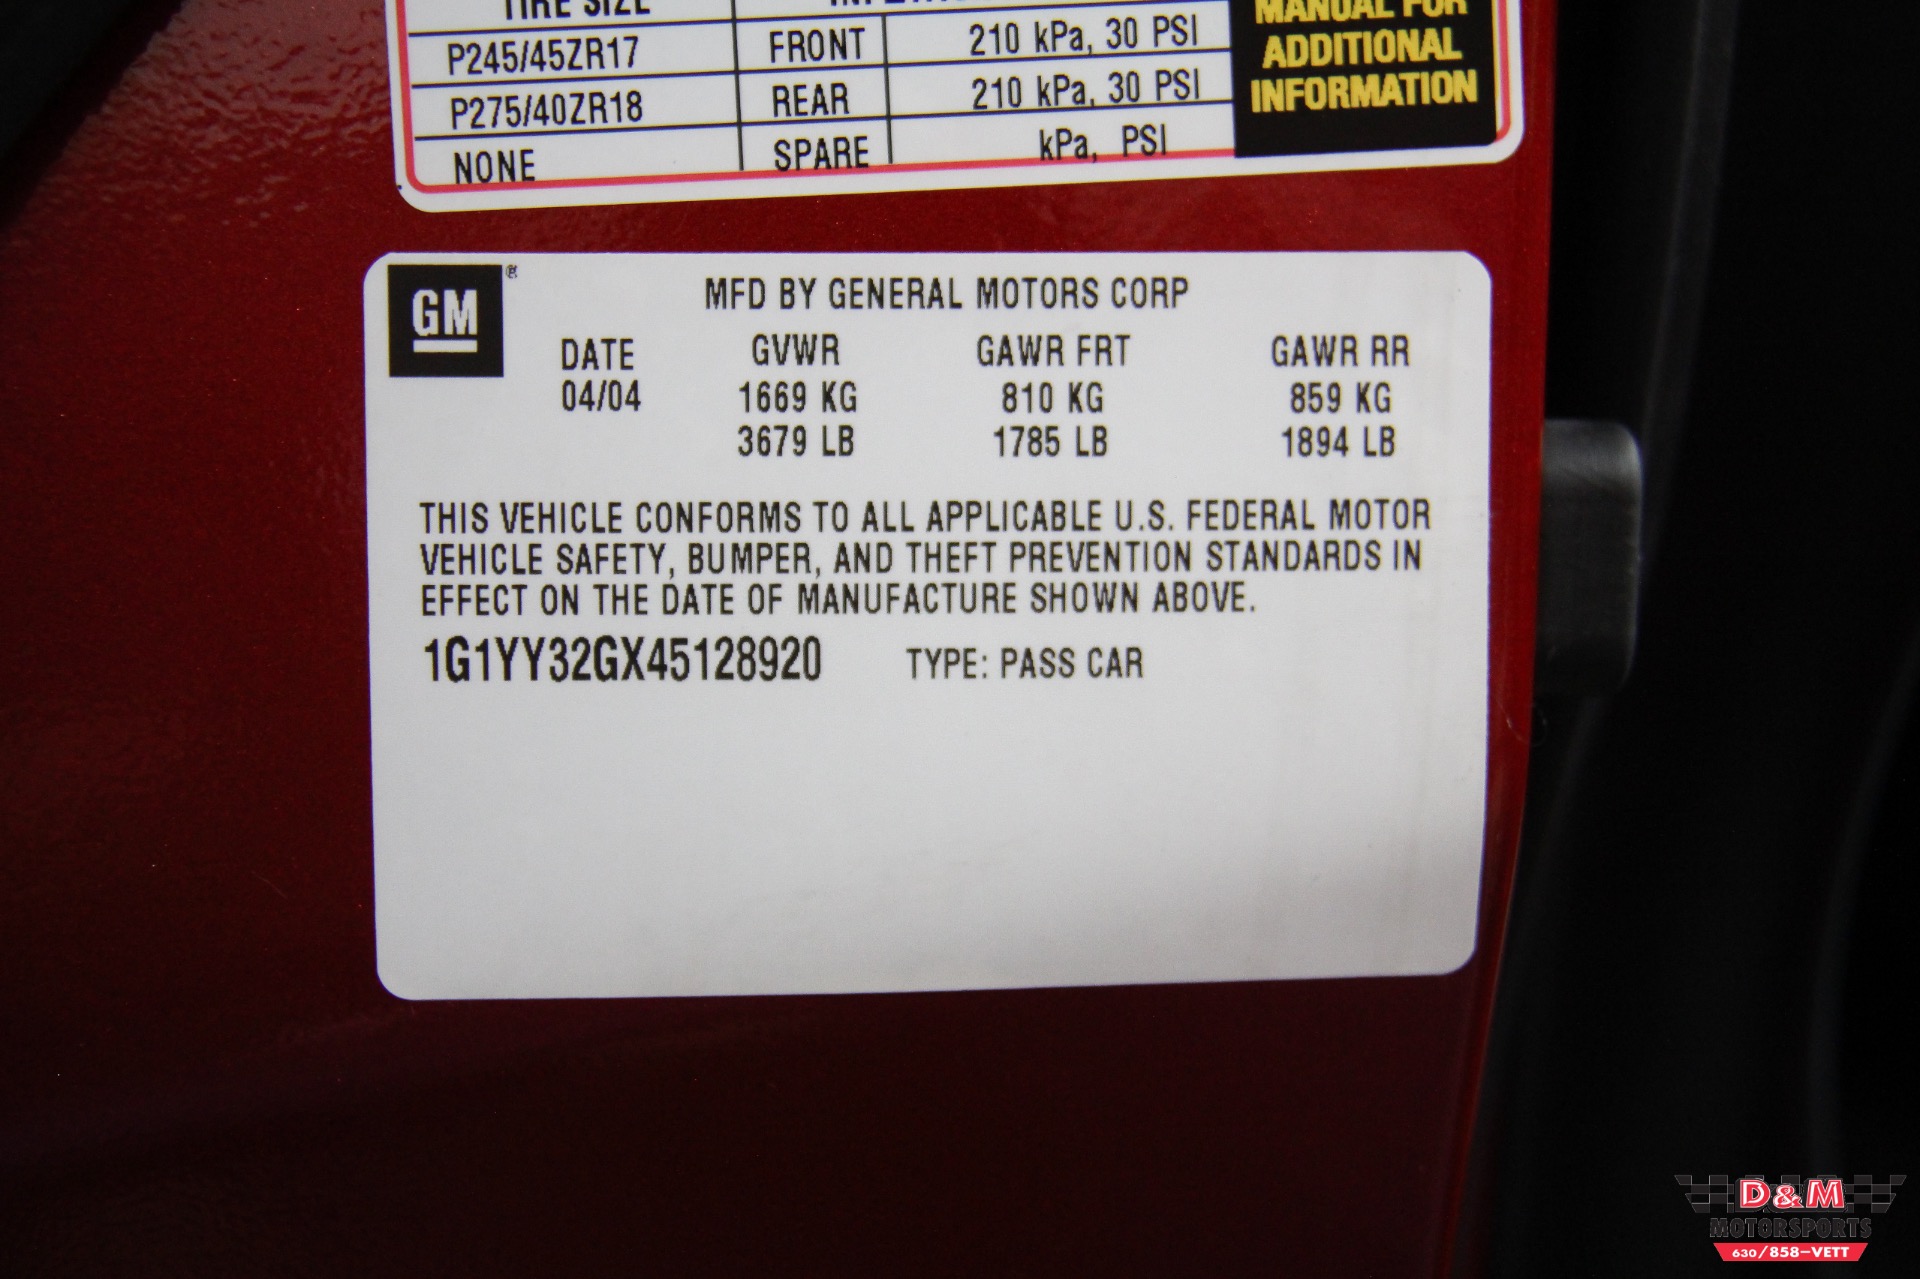 TIRE SIZE
P245/45ZR17 FRONT 210 kPa, 30 PSI
P275/40ZR18 REAR 210 kPa, 30 PSI
NONE SPARE kPa, PSI
MANUAL FOR
ADDITIONAL
INFORMATION
GM ®
MFD BY GENERAL MOTORS CORP
DATE GVWR GAWR FRT GAWR RR
04/04 1669 KG 810 KG 859 KG
3679 LB 1785 LB 1894 LB
THIS VEHICLE CONFORMS TO ALL APPLICABLE U.S. FEDERAL MOTOR
VEHICLE SAFETY, BUMPER, AND THEFT PREVENTION STANDARDS IN
EFFECT ON THE DATE OF MANUFACTURE SHOWN ABOVE.
1G1YY32GX45128920 TYPE: PASS CAR
D&M
MOTORSPORTS
630/858-VETT